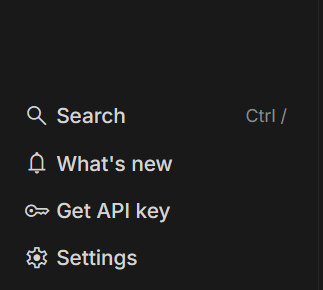 Search Ctrl /
What's new
Get API key
Settings